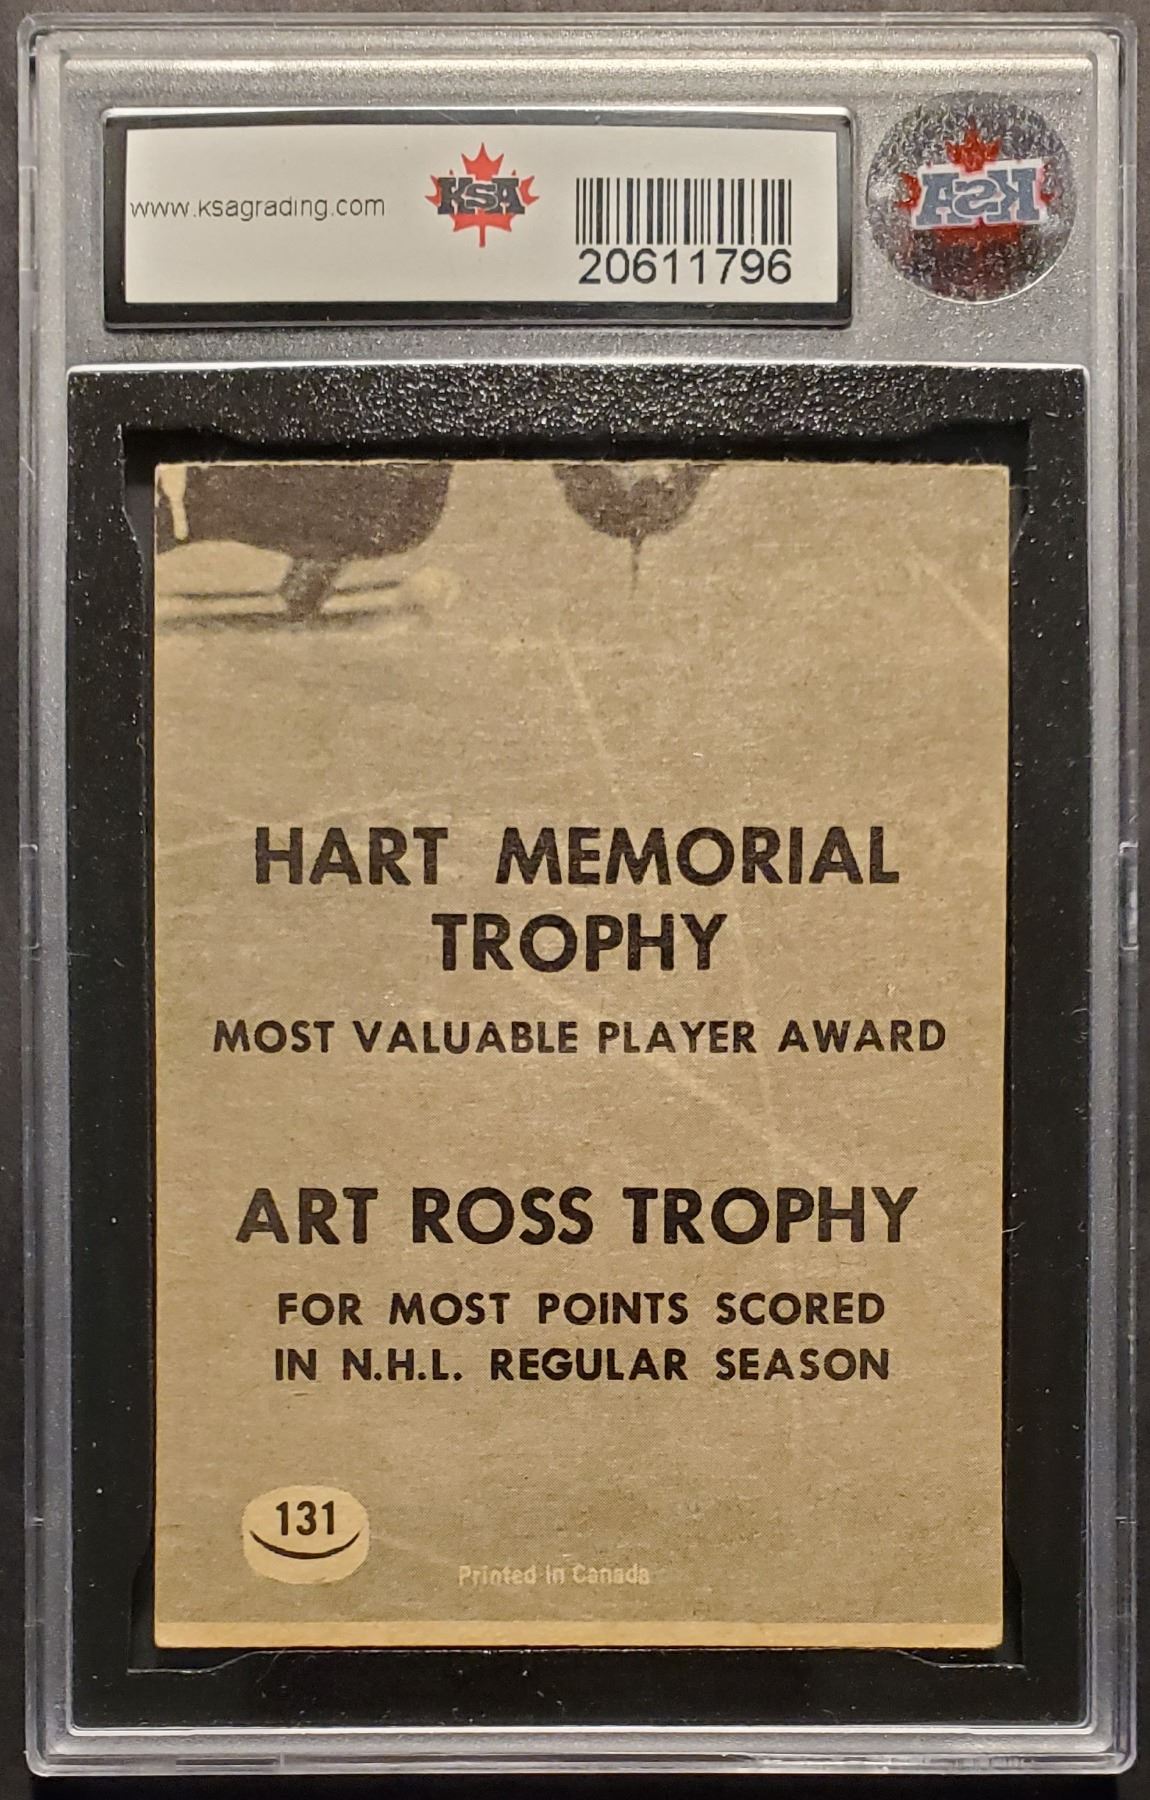 www.ksagrading.com
KSA
20611796
KSA
HART MEMORIAL
TROPHY
MOST VALUABLE PLAYER AWARD
ART ROSS TROPHY
FOR MOST POINTS SCORED
IN N.H.L. REGULAR SEASON
131
Printed in Canada